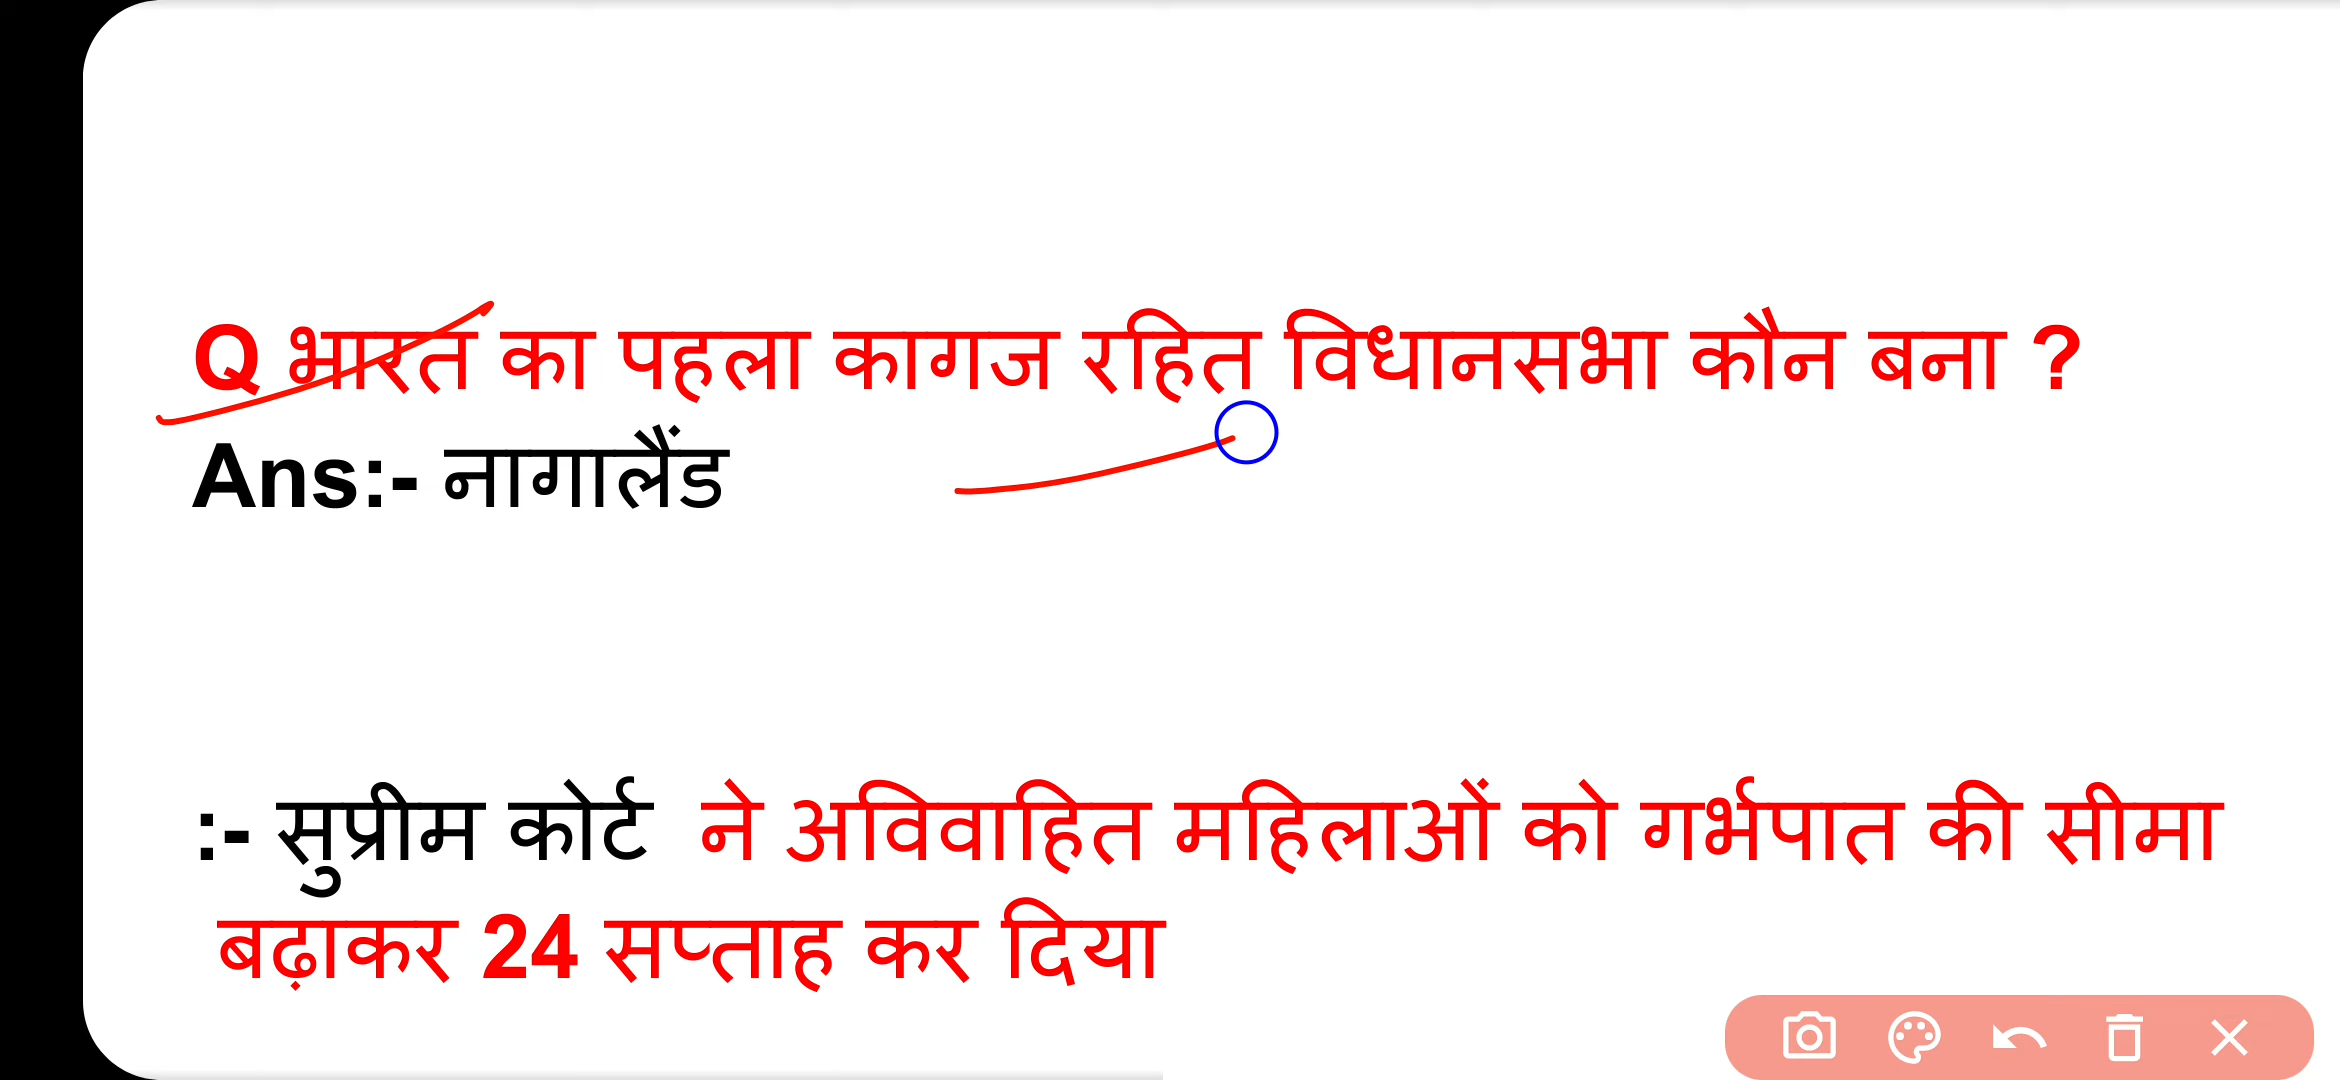 Q भारत का पहला कागज रहित विधानसभा कौन बना ?
Ans:- नागालैंड
:- सुप्रीम कोर्ट ने अविवाहित महिलाओं को गर्भपात की सीमा
बढ़ाकर 24 सप्ताह कर दिया